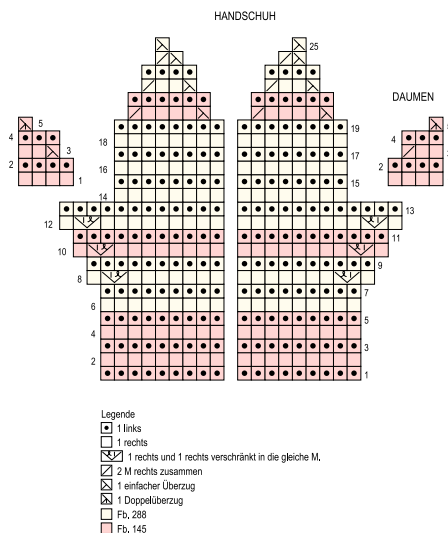 HANDSCHUH
25
DAUMEN
5
19
4
4
18
3
17
2
2
16
1
15
14
13
12
11
10
9
8
7
6
5
4
3
2
1
Legende
1 links
1 rechts
1 rechts und 1 rechts verschränkt in die gleiche M.
2 M rechts zusammen
1 einfacher Überzug
1 Doppelüberzug
Fb. 288
Fb. 145